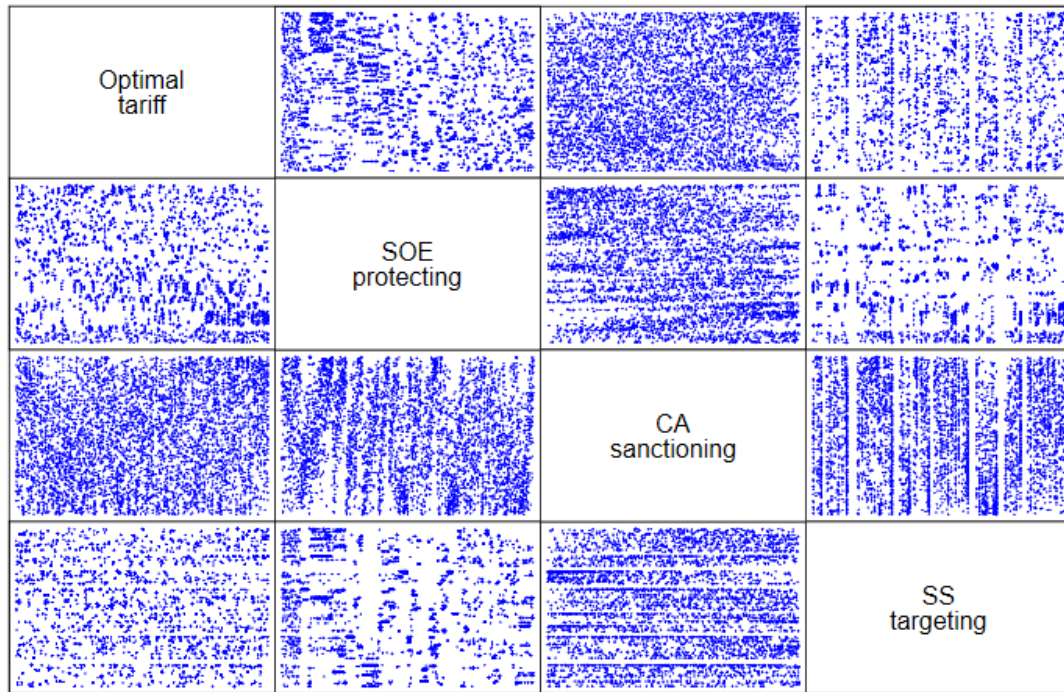 Optimal
tariff
SOE
protecting
CA
sanctioning
SS
targeting